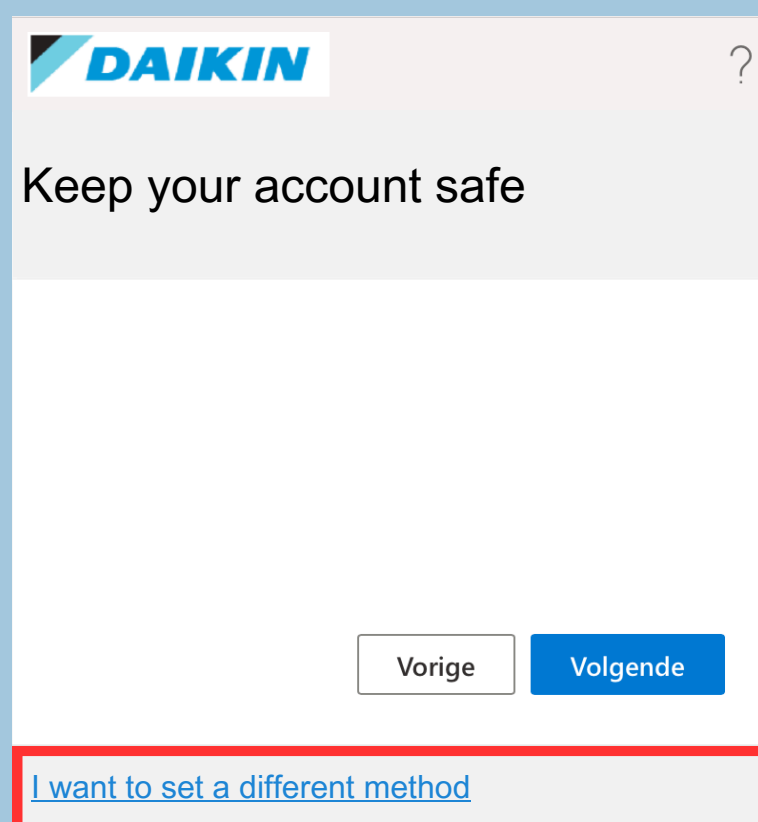 DAIKIN
?
Keep your account safe
Vorige Volgende
I want to set a different method